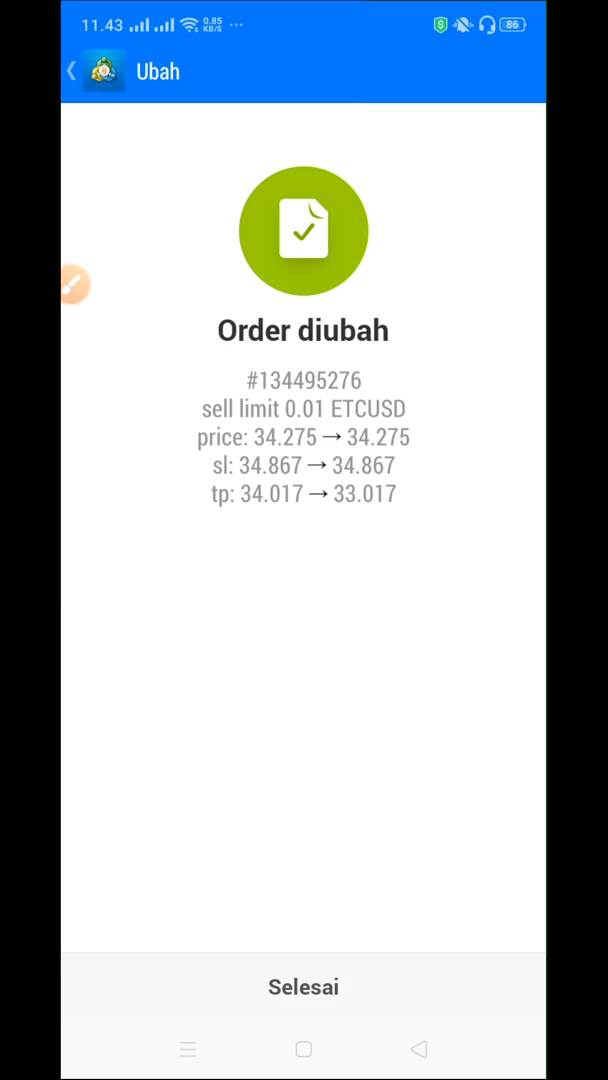 11.43 0.85 KB/S ... 86
Ubah
Order diubah
#134495276
sell limit 0.01 ETCUSD
price: 34.275 → 34.275
sl: 34.867 → 34.867
tp: 34.017 → 33.017
Selesai